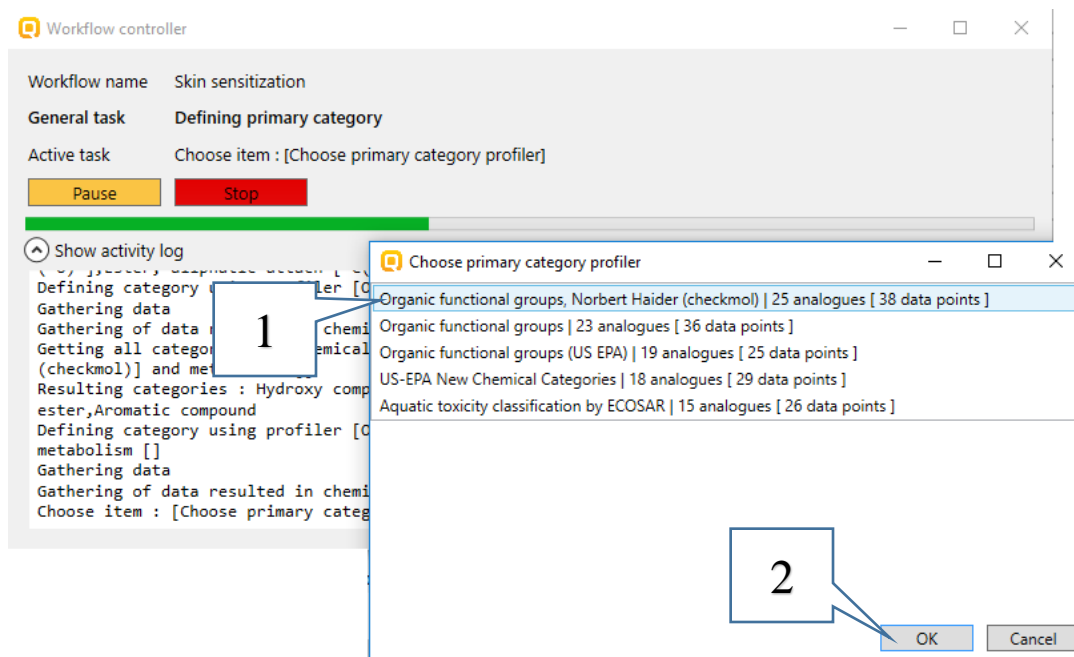 Workflow controller
Workflow name Skin sensitization
General task Defining primary category
Active task Choose item : [Choose primary category profiler]
Pause Stop
Show activity log
Defining category
Gathering data
Gathering of data chemi
Getting all emical
(checkmol)] and
Resulting categories : Hydroxy comp
ester,Aromatic compound
Defining category using profiler [O
metabolism []
Gathering data
Gathering of data resulted in chemi
Choose item : [Choose primary categ
Choose primary category profiler
Organic functional groups, Norbert Haider (checkmol) | 25 analogues [ 38 data points ]
Organic functional groups | 23 analogues [ 36 data points ]
Organic functional groups (US EPA) | 19 analogues [ 25 data points ]
US-EPA New Chemical Categories | 18 analogues [ 29 data points ]
Aquatic toxicity classification by ECOSAR | 15 analogues [ 26 data points ]
1
2
OK Cancel